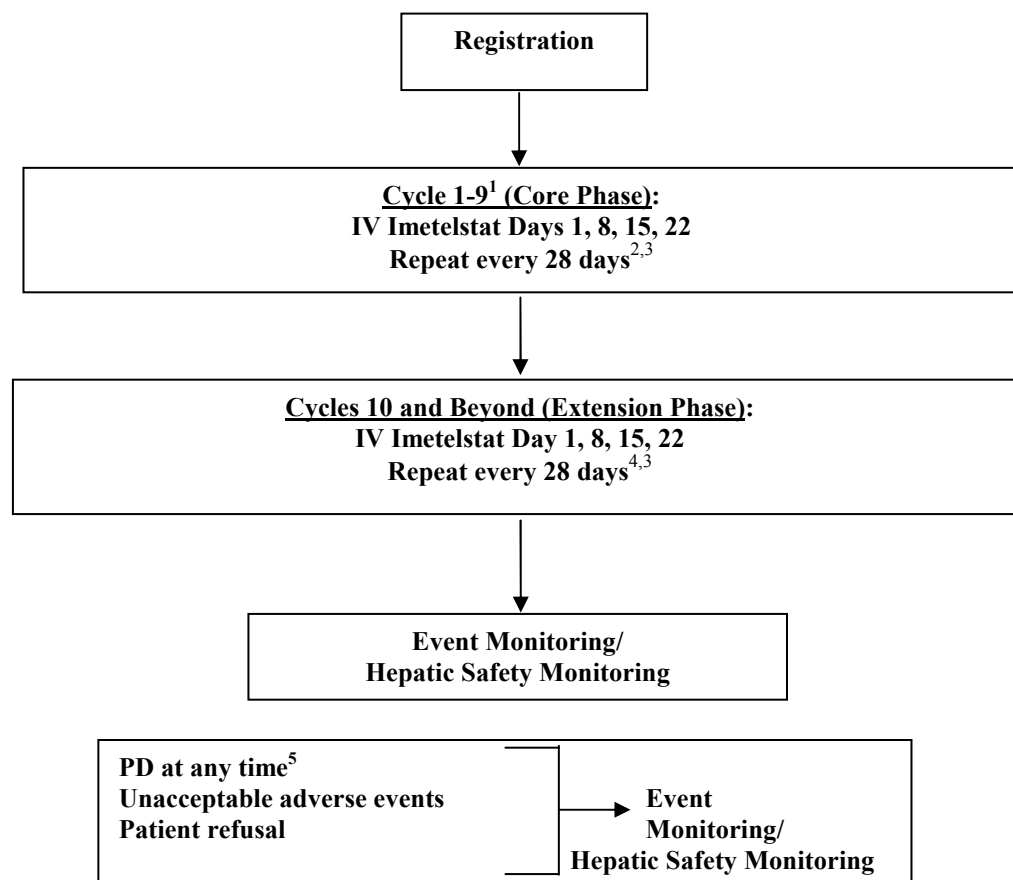 Registration
Cycle 1-9¹ (Core Phase):
IV Imetelstat Days 1, 8, 15, 22
Repeat every 28 days²,³
Cycles 10 and Beyond (Extension Phase):
IV Imetelstat Day 1, 8, 15, 22
Repeat every 28 days⁴,³
Event Monitoring/
Hepatic Safety Monitoring
PD at any time⁵
Unacceptable adverse events
Patient refusal
Event
Monitoring/
Hepatic Safety Monitoring